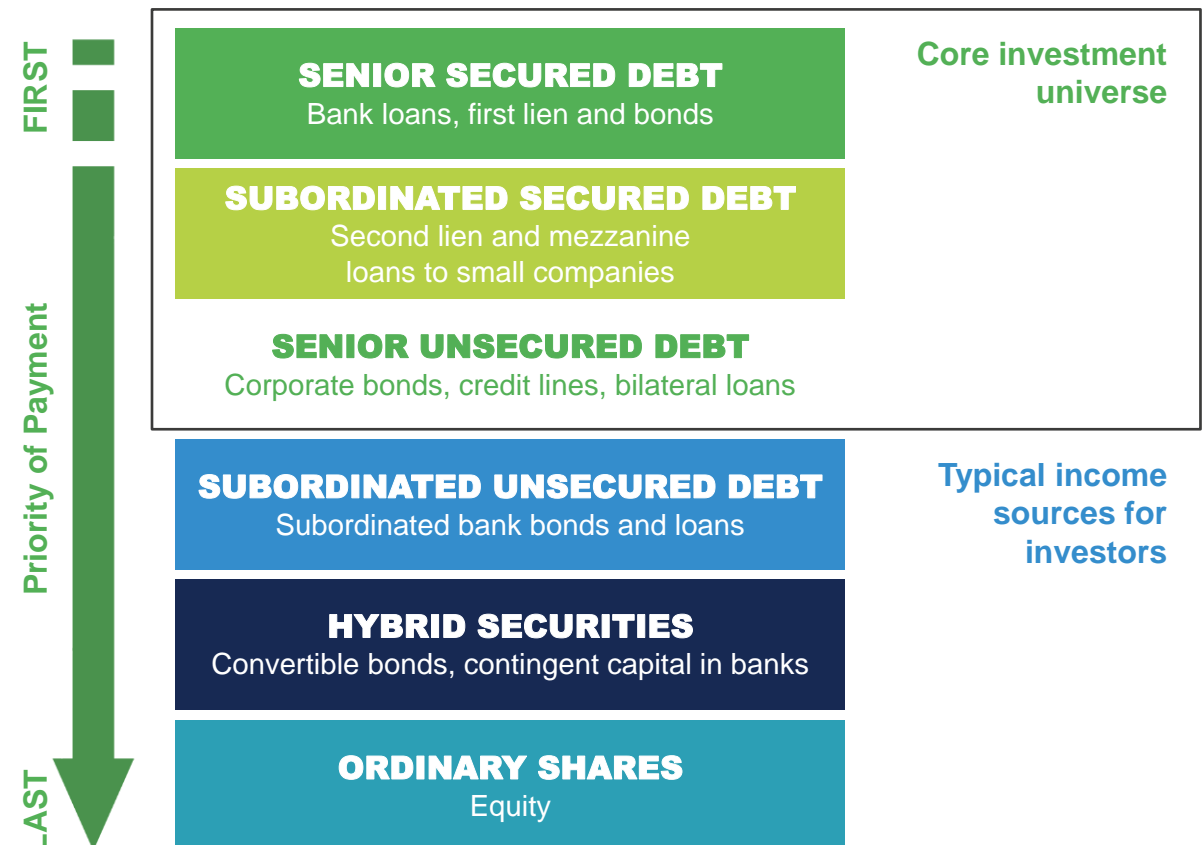 FIRST
Priority of Payment
LAST
SENIOR SECURED DEBT
Bank loans, first lien and bonds
Core investment
universe
SUBORDINATED SECURED DEBT
Second lien and mezzanine
loans to small companies
SENIOR UNSECURED DEBT
Corporate bonds, credit lines, bilateral loans
SUBORDINATED UNSECURED DEBT
Subordinated bank bonds and loans
Typical income
sources for
investors
HYBRID SECURITIES
Convertible bonds, contingent capital in banks
ORDINARY SHARES
Equity